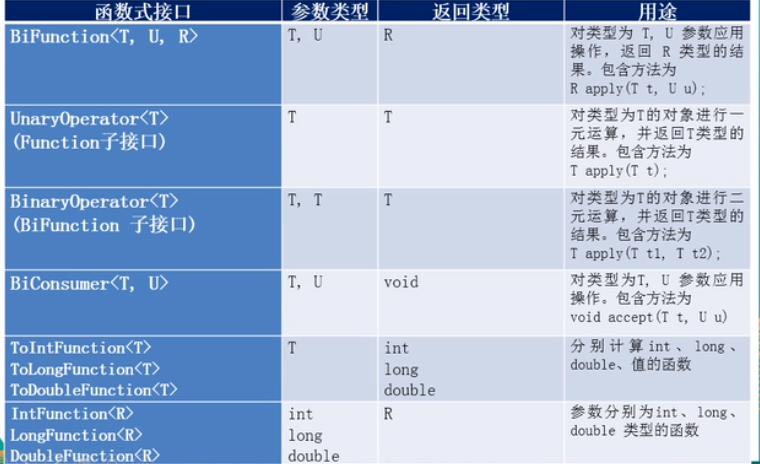 函数式接口 参数类型 返回类型 用途
BiFunction<T, U, R> T, U R 对类型为 T, U 参数应用
操作，返回 R 类型的结
果。包含方法为
R apply(T t, U u);
UnaryOperator<T> T T 对类型为T的对象进行一
(Function子接口) 元运算，并返回T类型的
结果。包含方法为
T apply(T t);
BinaryOperator<T> T, T T 对类型为T的对象进行二
(BiFunction 子接口) 元运算，并返回T类型的
结果。包含方法为
T apply(T t1, T t2);
BiConsumer<T, U> T, U void 对类型为T, U 参数应用
操作。包含方法为
void accept(T t, U u)
ToIntFunction<T> T int 分别计算int、long、
ToLongFunction<T> long double、值的函数
ToDoubleFunction<T> double
IntFunction<R> int R 参数分别为int、long、
LongFunction<R> long double 类型的函数
DoubleFunction<R> double